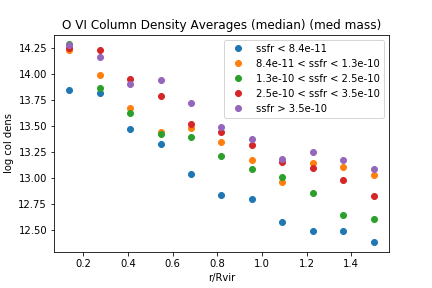 O VI Column Density Averages (median) (med mass)
log col dens
14.25
14.00
13.75
13.50
13.25
13.00
12.75
12.50
ssfr < 8.4e-11
8.4e-11 < ssfr < 1.3e-10
1.3e-10 < ssfr < 2.5e-10
2.5e-10 < ssfr < 3.5e-10
ssfr > 3.5e-10
0.2 0.4 0.6 0.8 1.0 1.2 1.4
r/Rvir